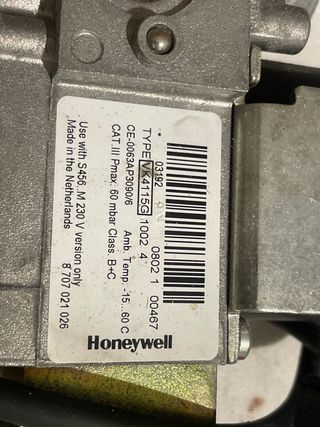 03192
0802 1 00467
TYPE VK4115G 1002 4
CE-0063AP3090/6 Amb. Temp. -15...60 C
CAT.III Pmax. 60 mbar Class. B+C
Use with S456. M 230 V version only
Made in the Netherlands 8 707 021 026
Honeywell